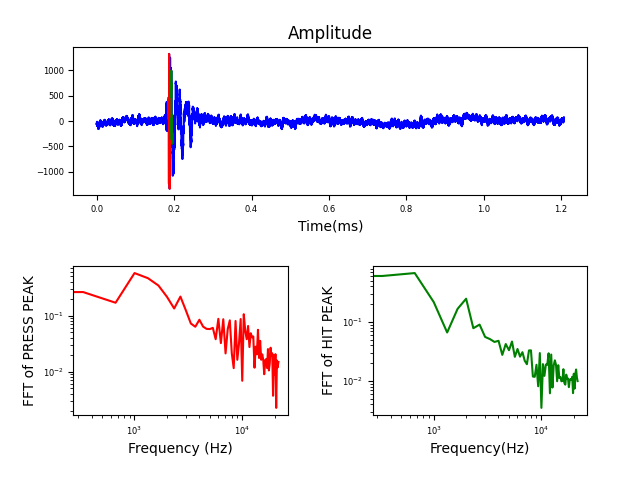 Amplitude
1000
500
0
−500
−1000
0.0 0.2 0.4 0.6 0.8 1.0 1.2
Time(ms)
FFT of PRESS PEAK
10⁻¹
10⁻²
10³ 10⁴
Frequency (Hz)
FFT of HIT PEAK
10⁻¹
10⁻²
10³ 10⁴
Frequency(Hz)